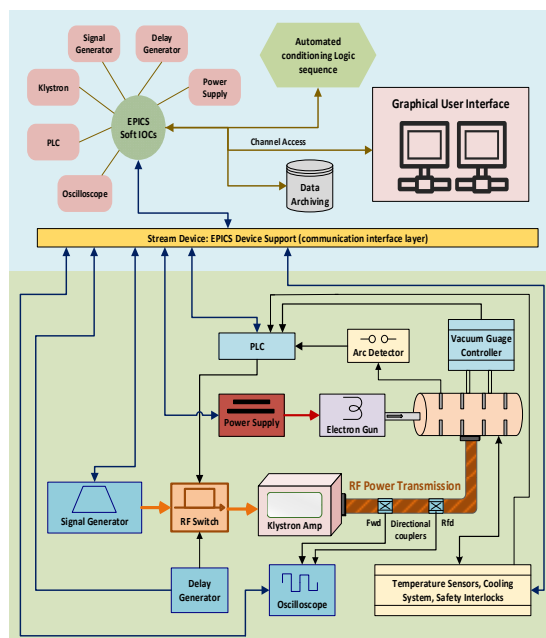 Signal
Generator
Delay
Generator
Automated
conditioning Logic
sequence
Klystron
EPICS
Soft IOCs
Power
Supply
Graphical User Interface
PLC
Channel Access
Oscilloscope
Data
Archiving
Stream Device: EPICS Device Support (communication interface layer)
PLC
Arc Detector
Vacuum Guage
Controller
Power Supply
Electron Gun
RF Power Transmission
Signal Generator
RF Switch
Klystron Amp
Fwd
Directional
couplers
Rfd
Delay
Generator
Oscilloscope
Temperature Sensors, Cooling
System, Safety Interlocks